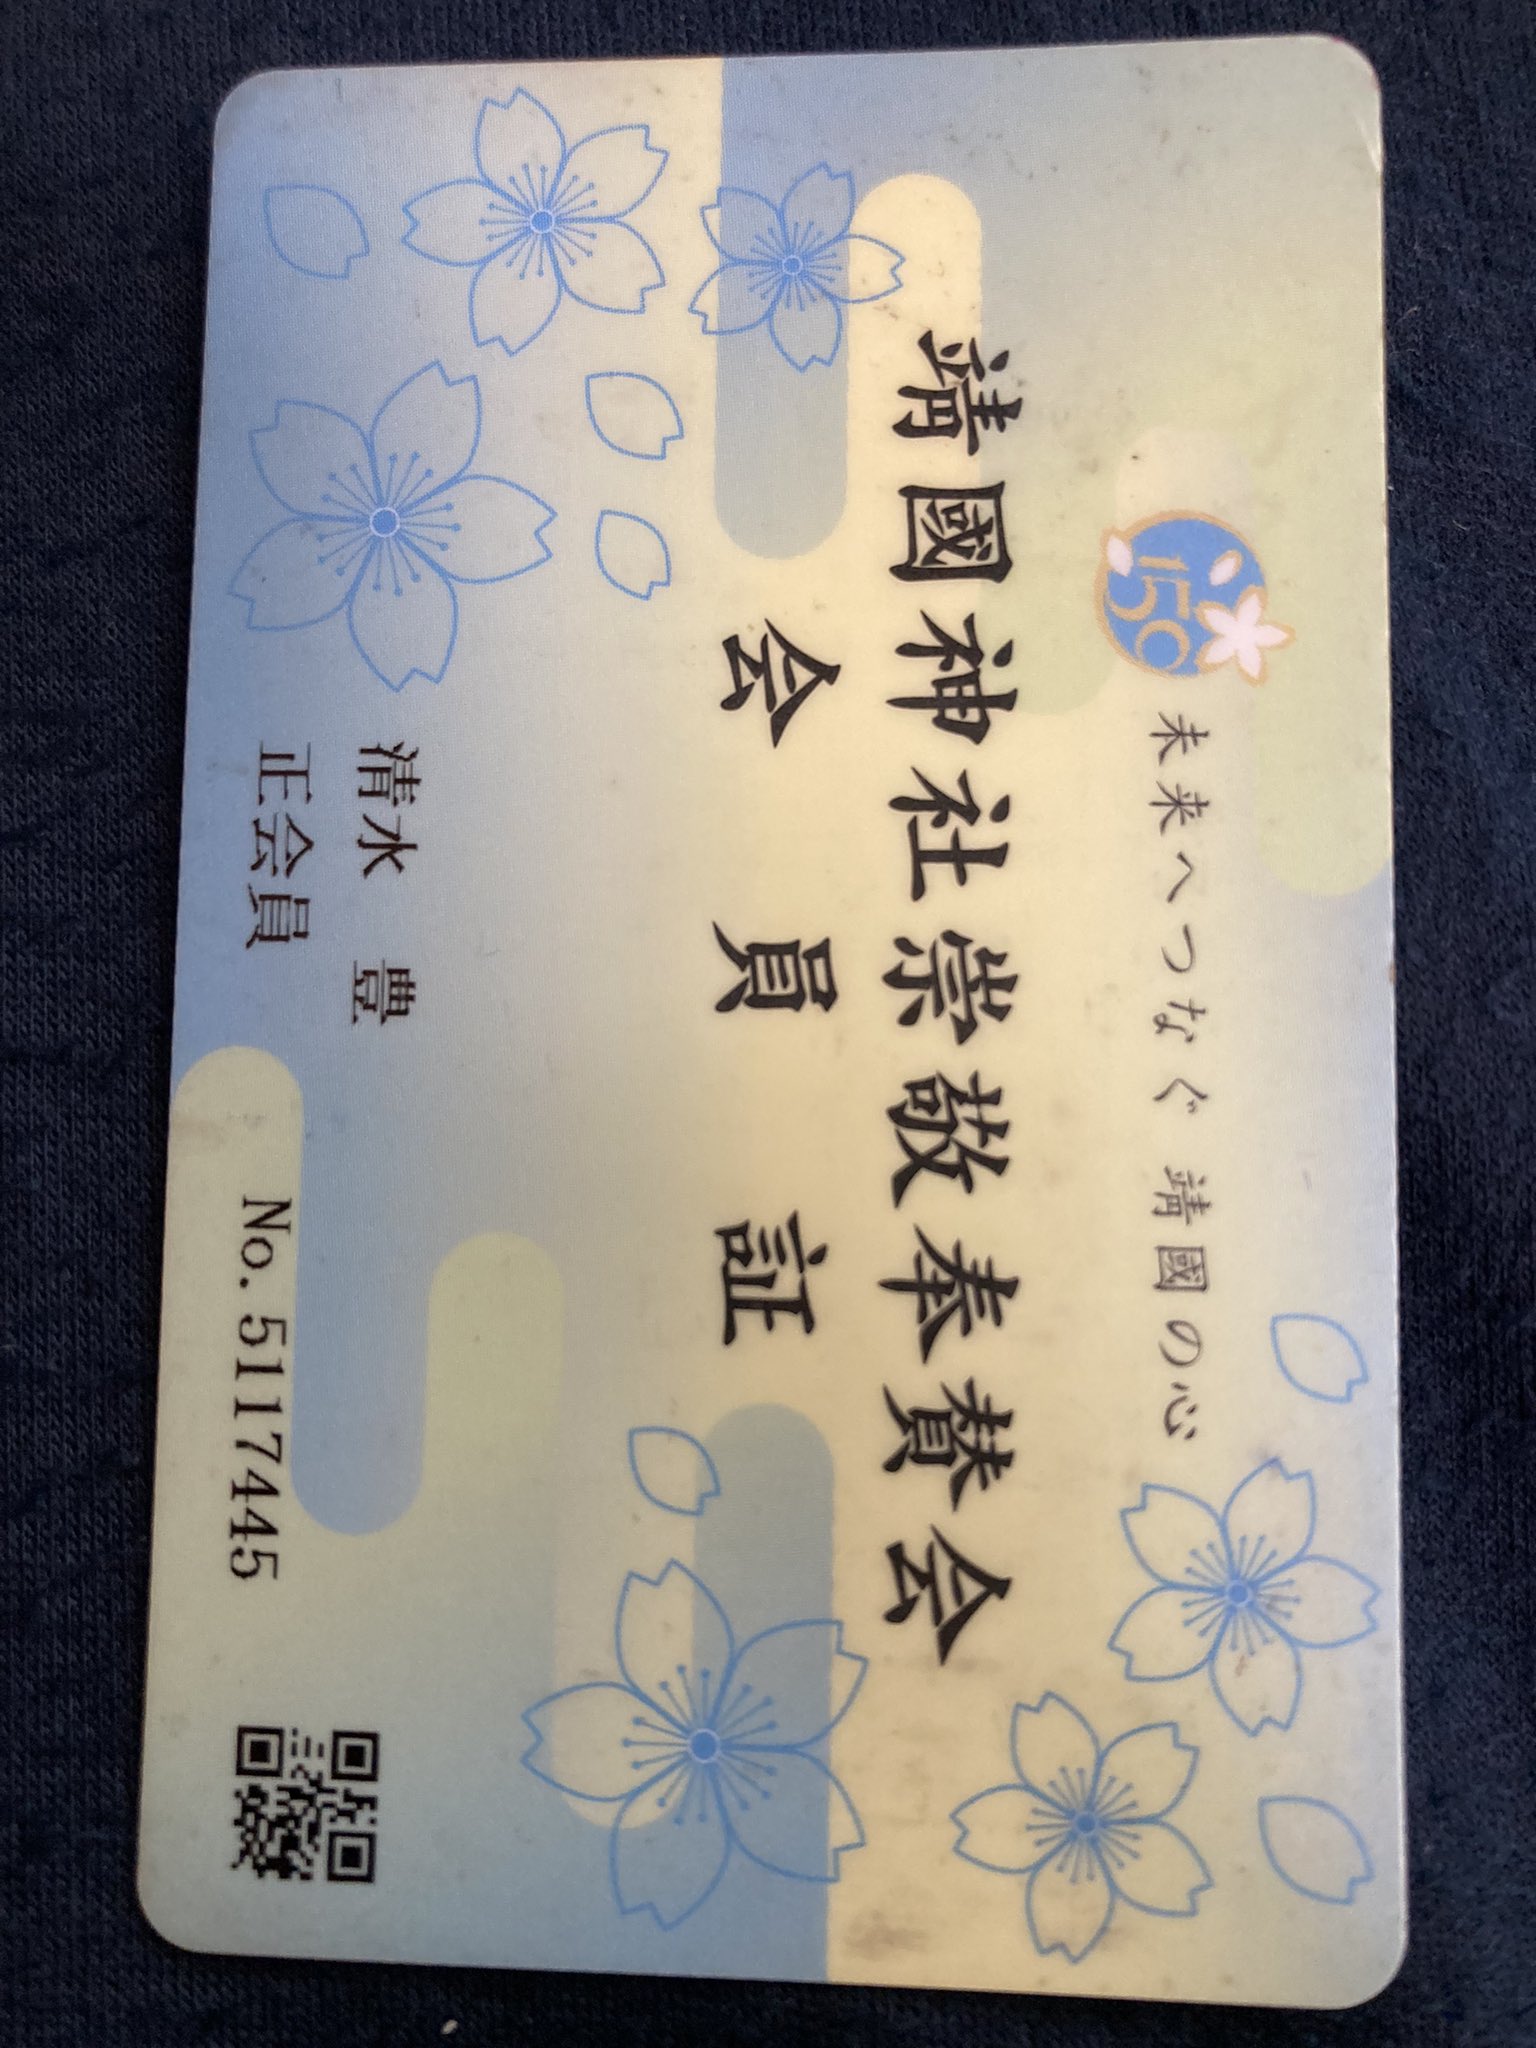 150
未来へつなぐ 靖國の心
靖國神社崇敬奉賛会
会員証
清水 豊
正会員
No. 5117445